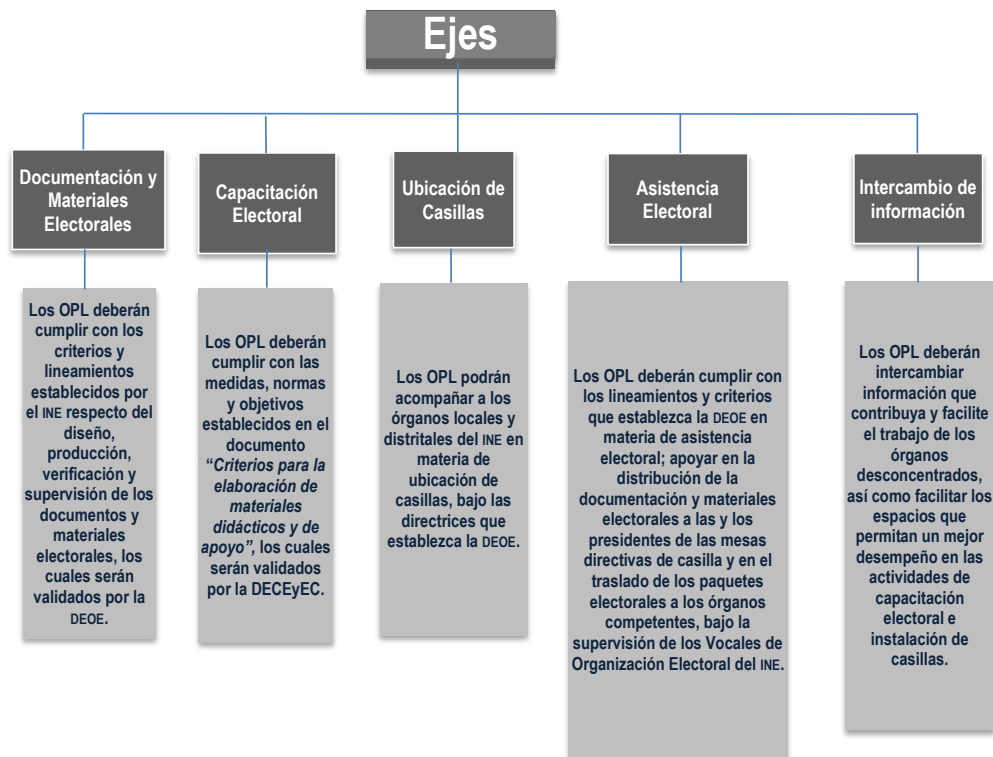 Ejes
Documentación y
Materiales
Electorales
Capacitación
Electoral
Ubicación de
Casillas
Asistencia
Electoral
Intercambio de
información
Los OPL deberán
cumplir con los
criterios y
lineamientos
establecidos por
el INE respecto del
diseño,
producción,
verificación y
supervisión de los
documentos y
materiales
electorales, los
cuales serán
validados por la
DEOE.
Los OPL deberán
cumplir con las
medidas, normas
y objetivos
establecidos en el
documento
“Criterios para la
elaboración de
materiales
didácticos y de
apoyo”, los cuales
serán validados
por la DECEyEC.
Los OPL podrán
acompañar a los
órganos locales y
distritales del INE en
materia de
ubicación de
casillas, bajo las
directrices que
establezca la DEOE.
Los OPL deberán cumplir con
los lineamientos y criterios
que establezca la DEOE en
materia de asistencia
electoral; apoyar en la
distribución de la
documentación y materiales
electorales a las y los
presidentes de las mesas
directivas de casilla y en el
traslado de los paquetes
electorales a los órganos
competentes, bajo la
supervisión de los Vocales de
Organización Electoral del INE.
Los OPL deberán
intercambiar
información que
contribuya y facilite
el trabajo de los
órganos
desconcentrados,
así como facilitar los
espacios que
permitan un mejor
desempeño en las
actividades de
capacitación
electoral e
instalación de
casillas.